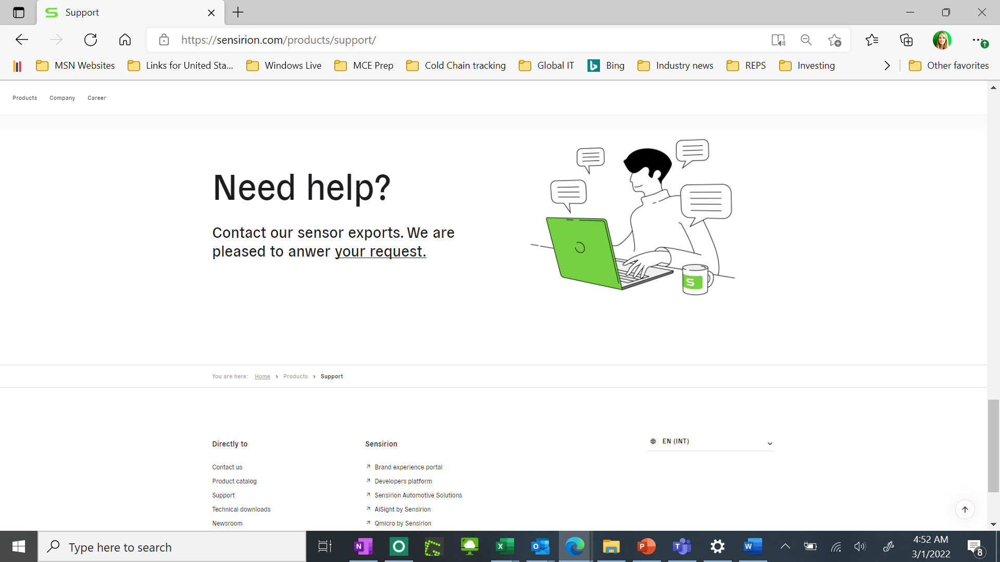 Support
https://sensirion.com/products/support/
MSN Websites
Links for United Sta...
Windows Live
MCE Prep
Cold Chain tracking
Global IT
Bing
Industry news
REPS
Investing
Other favorites
Products
Company
Career
Need help?
Contact our sensor exports. We are
pleased to anwer your request.
S
You are here: Home > Products > Support
Directly to
Contact us
Product catalog
Support
Technical downloads
Newsroom
Sensirion
Brand experience portal
Developers platform
Sensirion Automotive Solutions
AiSight by Sensirion
Qmicro by Sensirion
EN (INT)
Type here to search
4:52 AM
3/1/2022
8